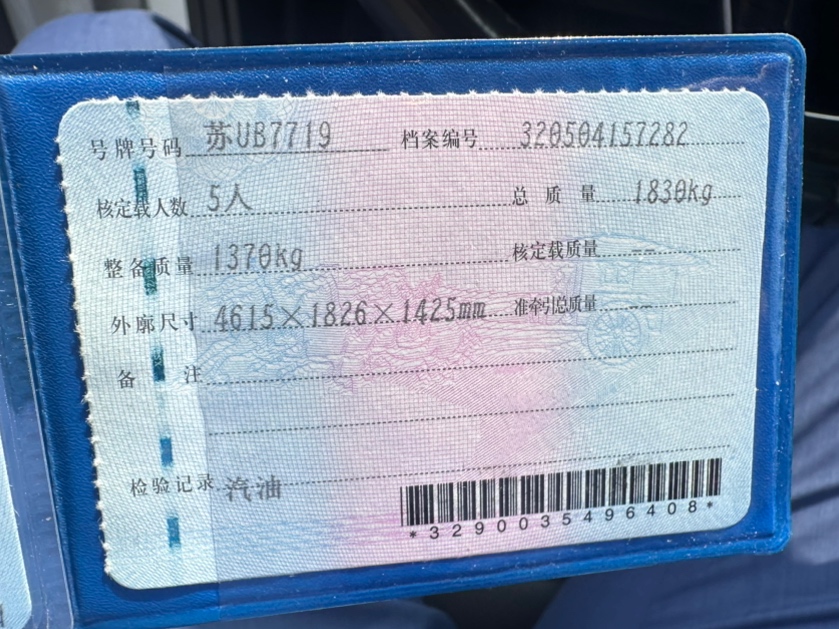 号牌号码 苏UB7719 档案编号 320504157282
核定载人数 5人 总质量 1830kg
整备质量 1370kg 核定载质量 --
外廓尺寸 4615×1826×1425mm 准牵引总质量 --
备注
检验记录 汽油
*3290035496408*